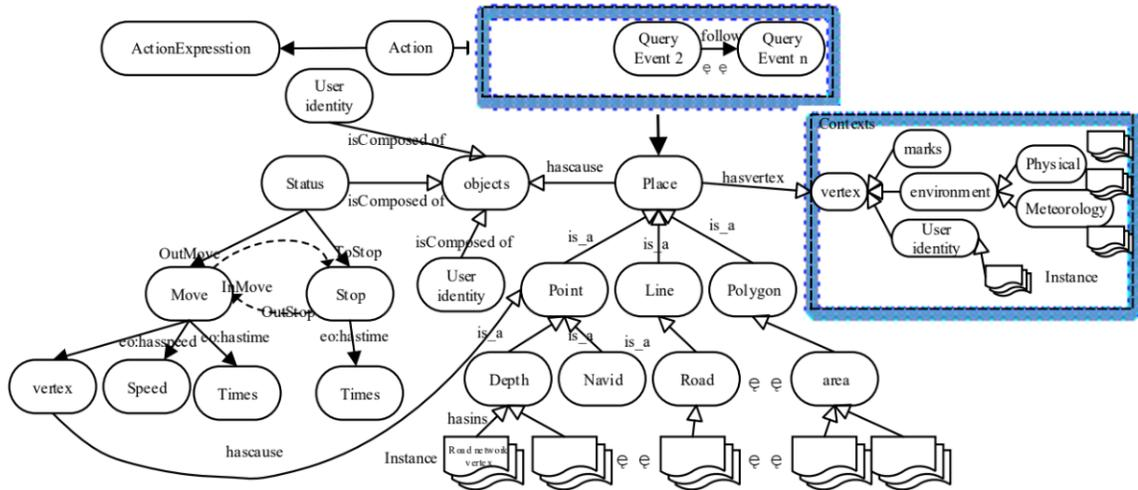 ActionExpresstion
Action
Query
Event 2
follow
Query
Event n
ę ę
User
identity
isComposed of
Contexts
marks
Physical
Status
isComposed of
objects
hascause
Place
hasvertex
vertex
environment
Meteorology
User
identity
Instance
OutMove
ToStop
isComposed of
is_a
is_a
is_a
Move
InMove
Stop
OutStop
User
identity
Point
Line
Polygon
eo:hasspeed
eo:hastime
eo:hastime
is_a
is_a
is_a
vertex
Speed
Times
Times
Depth
Navid
Road
ę ę
area
hasins
hascause
Instance
Road network
vertex
ę ę
ę ę